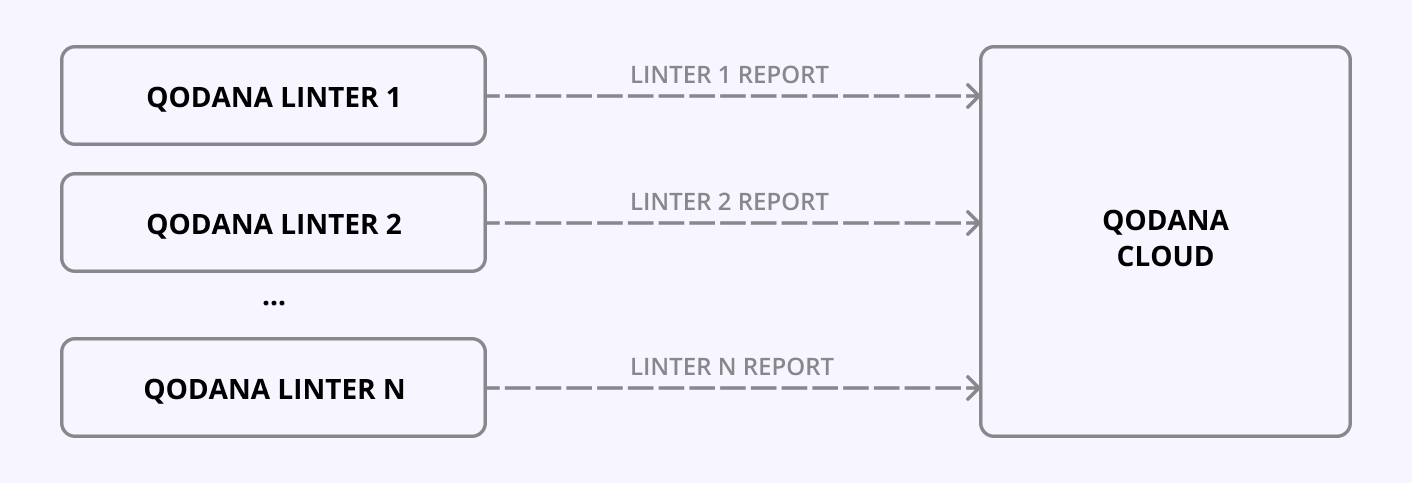 QODANA LINTER 1
LINTER 1 REPORT
QODANA LINTER 2
LINTER 2 REPORT
...
QODANA LINTER N
LINTER N REPORT
QODANA
CLOUD